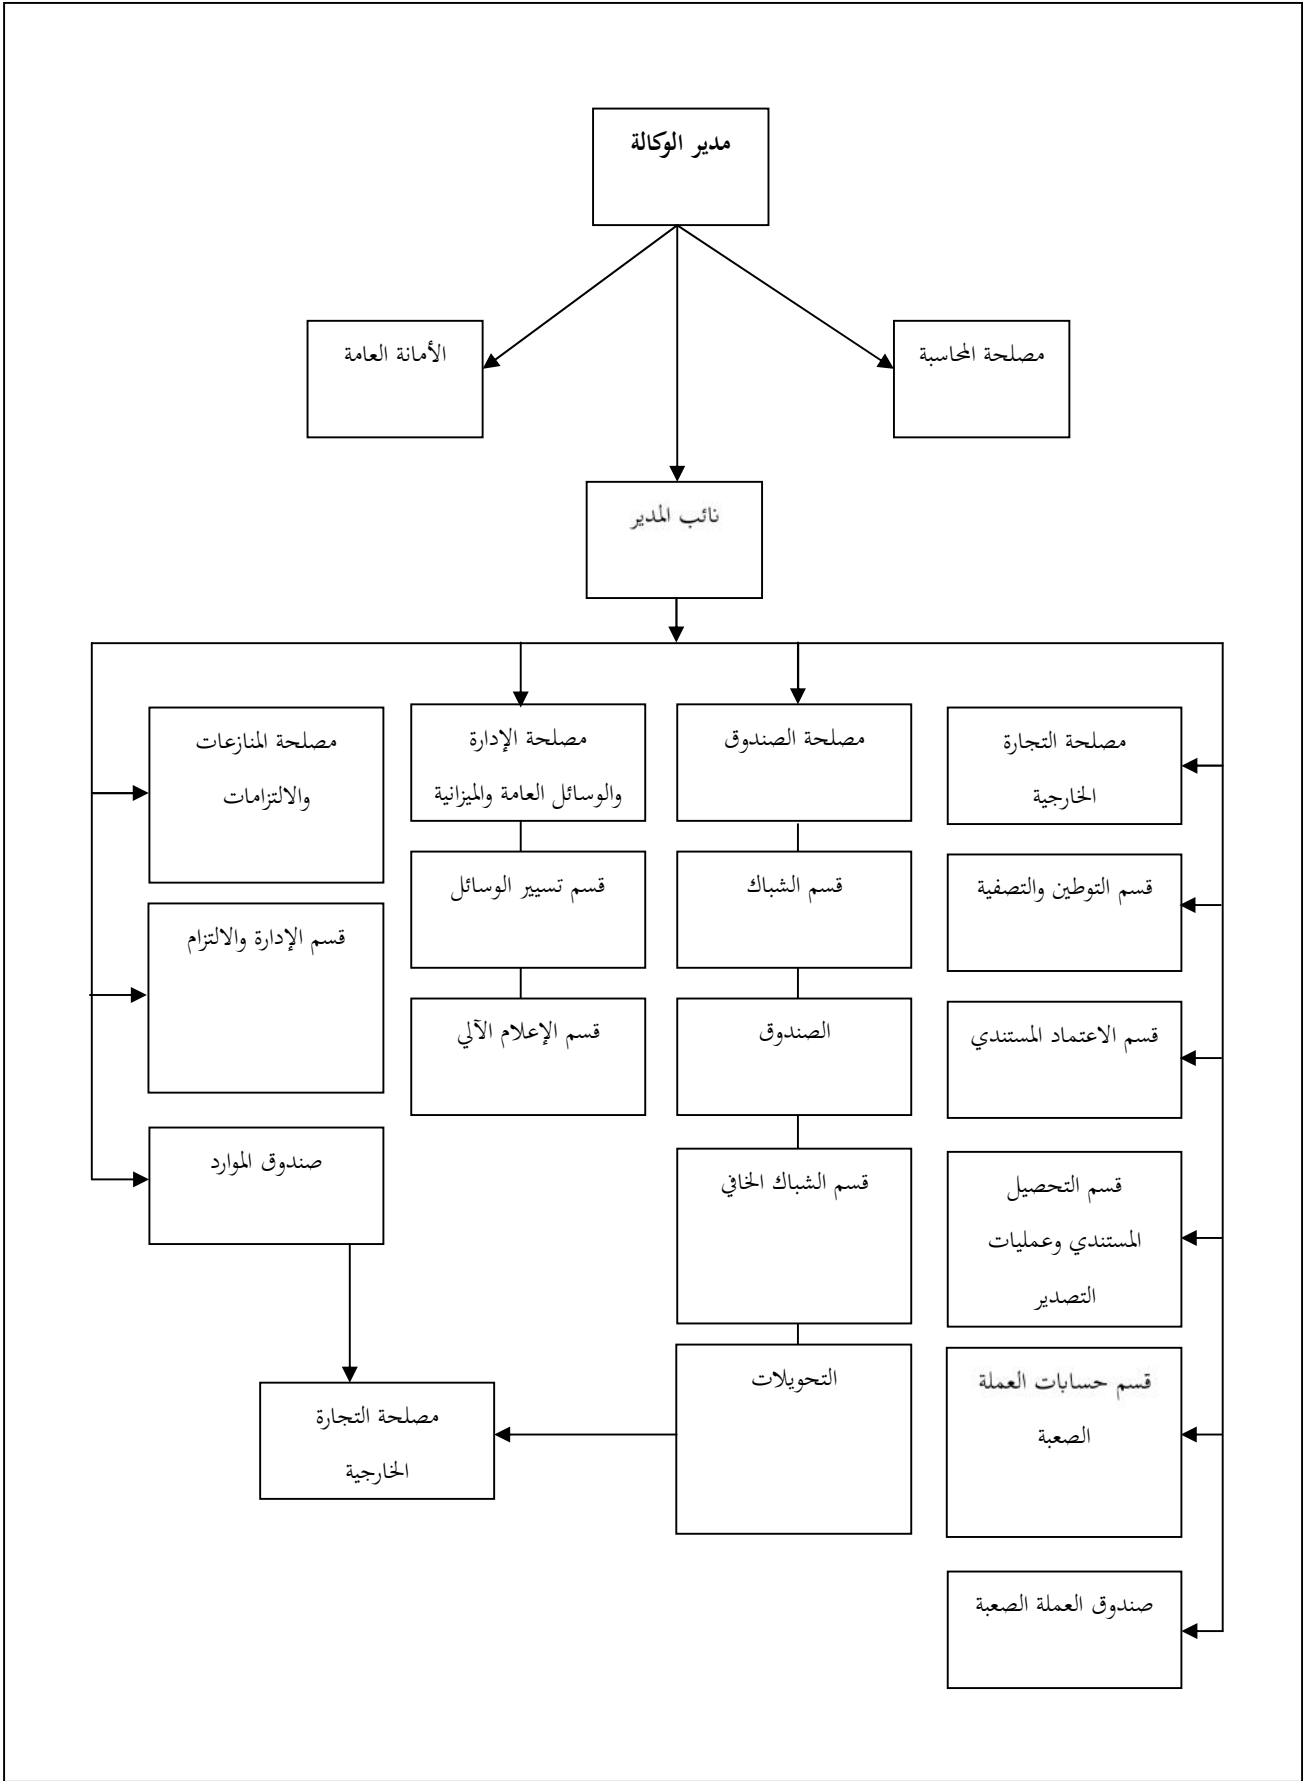 مدير الوكالة
مصلحة المحاسبة
الأمانة العامة
نائب المدير
مصلحة التجارة
الخارجية
قسم التوطين والتصفية
قسم الاعتماد المستندي
قسم التحصيل
المستندي وعمليات
التصدير
قسم حسابات العملة
الصعبة
صندوق العملة الصعبة
مصلحة الصندوق
قسم الشباك
الصندوق
قسم الشباك الخافي
التحويلات
مصلحة الإدارة
والوسائل العامة والميزانية
قسم تسيير الوسائل
قسم الإعلام الآلي
مصلحة المنازعات
والالتزامات
قسم الإدارة والالتزام
صندوق الموارد
مصلحة التجارة
الخارجية